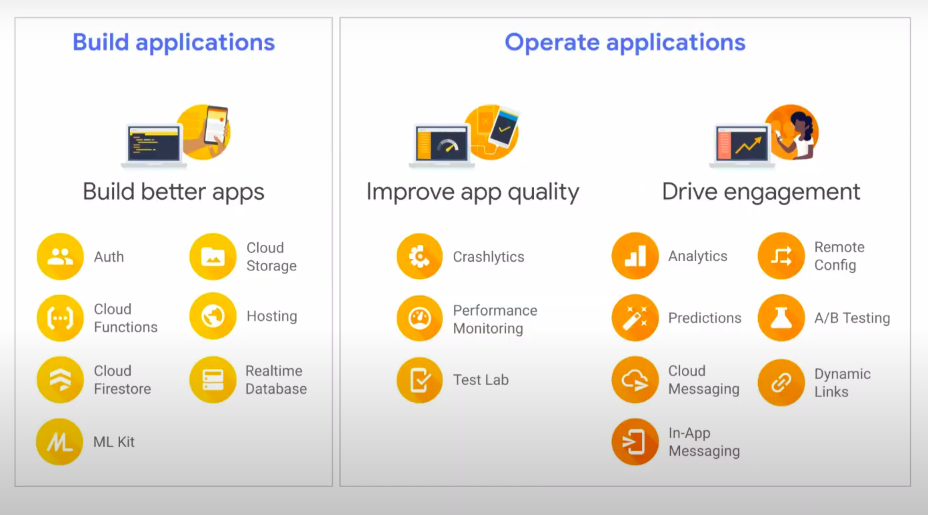 Build applications
Build better apps
Auth
Cloud
Storage
Cloud
Functions
Hosting
Cloud
Firestore
Realtime
Database
ML Kit
Operate applications
Improve app quality
Crashlytics
Performance
Monitoring
Test Lab
Drive engagement
Analytics
Remote
Config
Predictions
A/B Testing
Cloud
Messaging
Dynamic
Links
In-App
Messaging